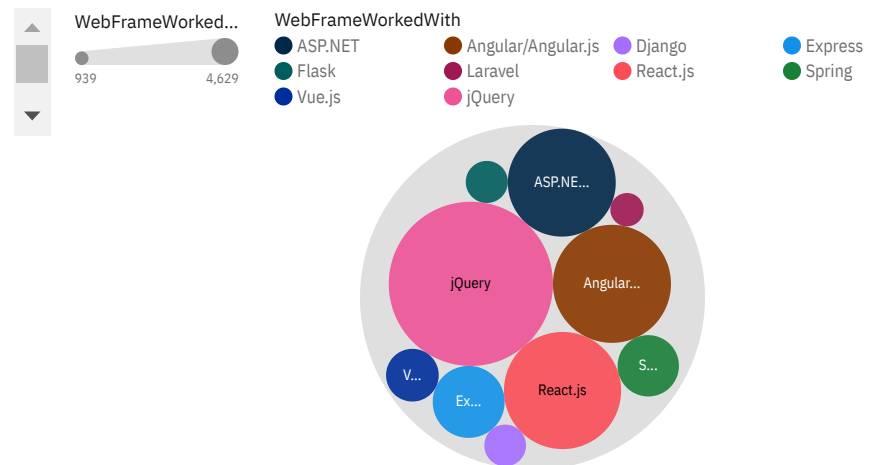 WebFrameWorked...
939 4,629
WebFrameWorkedWith
ASP.NET Angular/Angular.js Django Express
Flask Laravel React.js Spring
Vue.js jQuery
ASP.NE...
jQuery Angular...
S...
V...
Ex... React.js